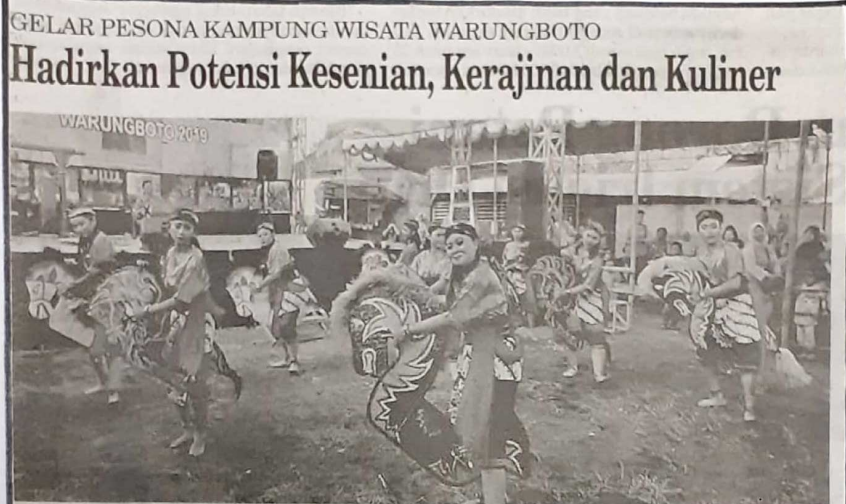 GELAR PESONA KAMPUNG WISATA WARUNGBOTO
Hadirkan Potensi Kesenian, Kerajinan dan Kuliner
WARUNGBOTO 2019